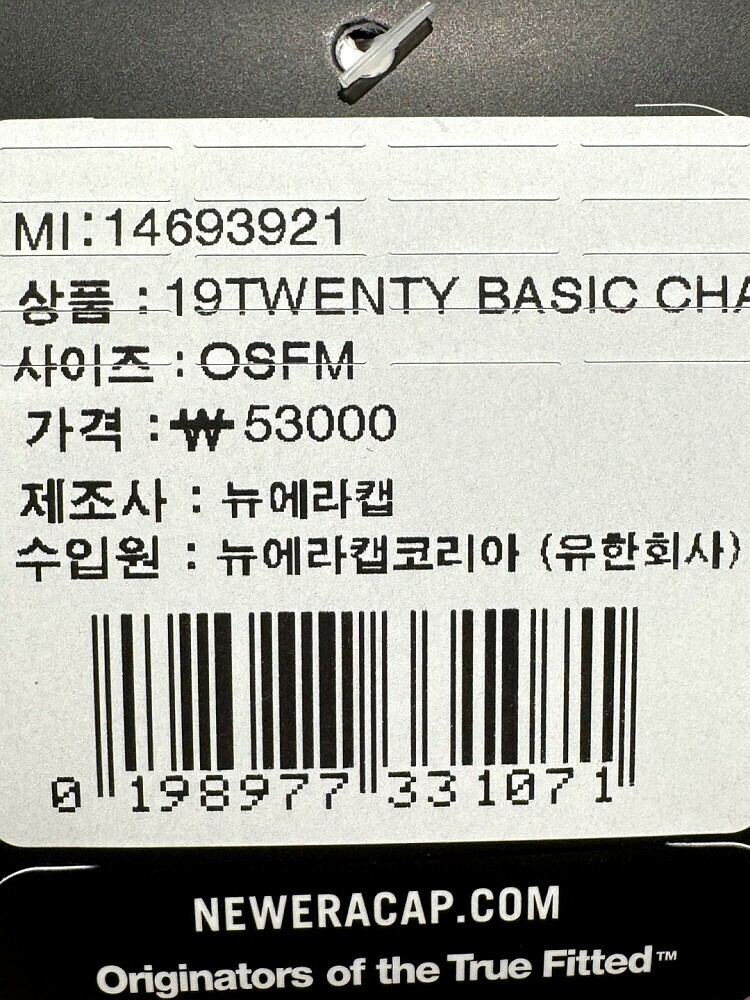 MI:14693921
상품 : 19TWENTY BASIC CHA
사이즈 : OSFM
가격 : ₩ 53000
제조사 : 뉴에라캡
수입원 : 뉴에라캡코리아 (유한회사)
0 198977 331071
NEWERACAP.COM
Originators of the True Fitted™